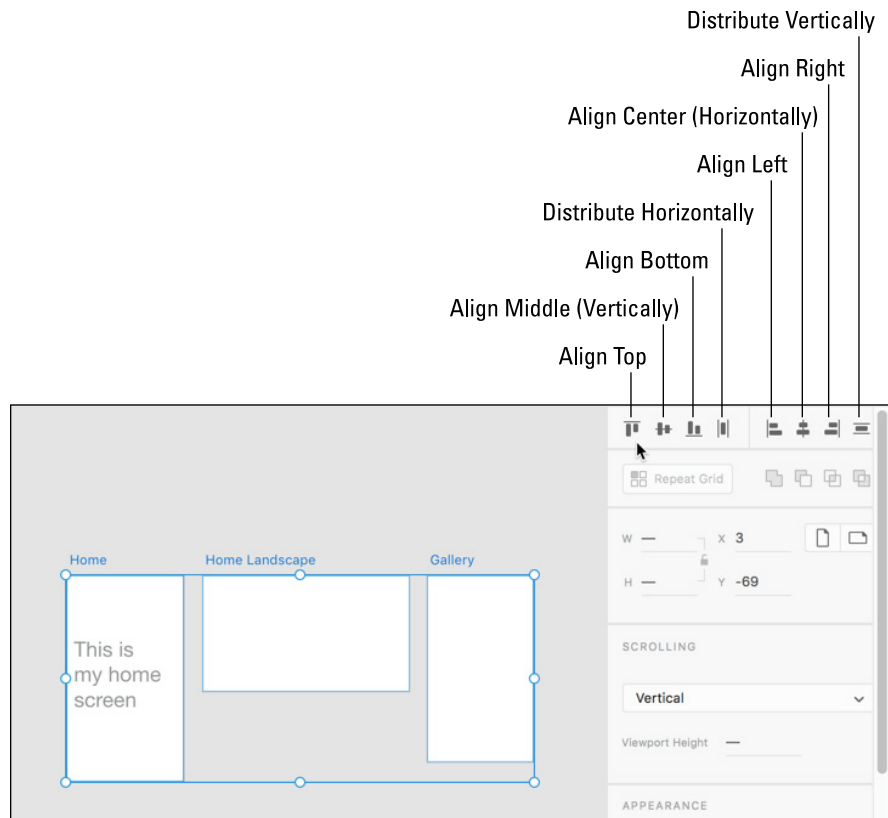 Distribute Vertically
Align Right
Align Center (Horizontally)
Align Left
Distribute Horizontally
Align Bottom
Align Middle (Vertically)
Align Top
Repeat Grid
W — X 3
H — Y -69
Home Home Landscape Gallery
This is
my home
screen
SCROLLING
Vertical
Viewport Height —
APPEARANCE